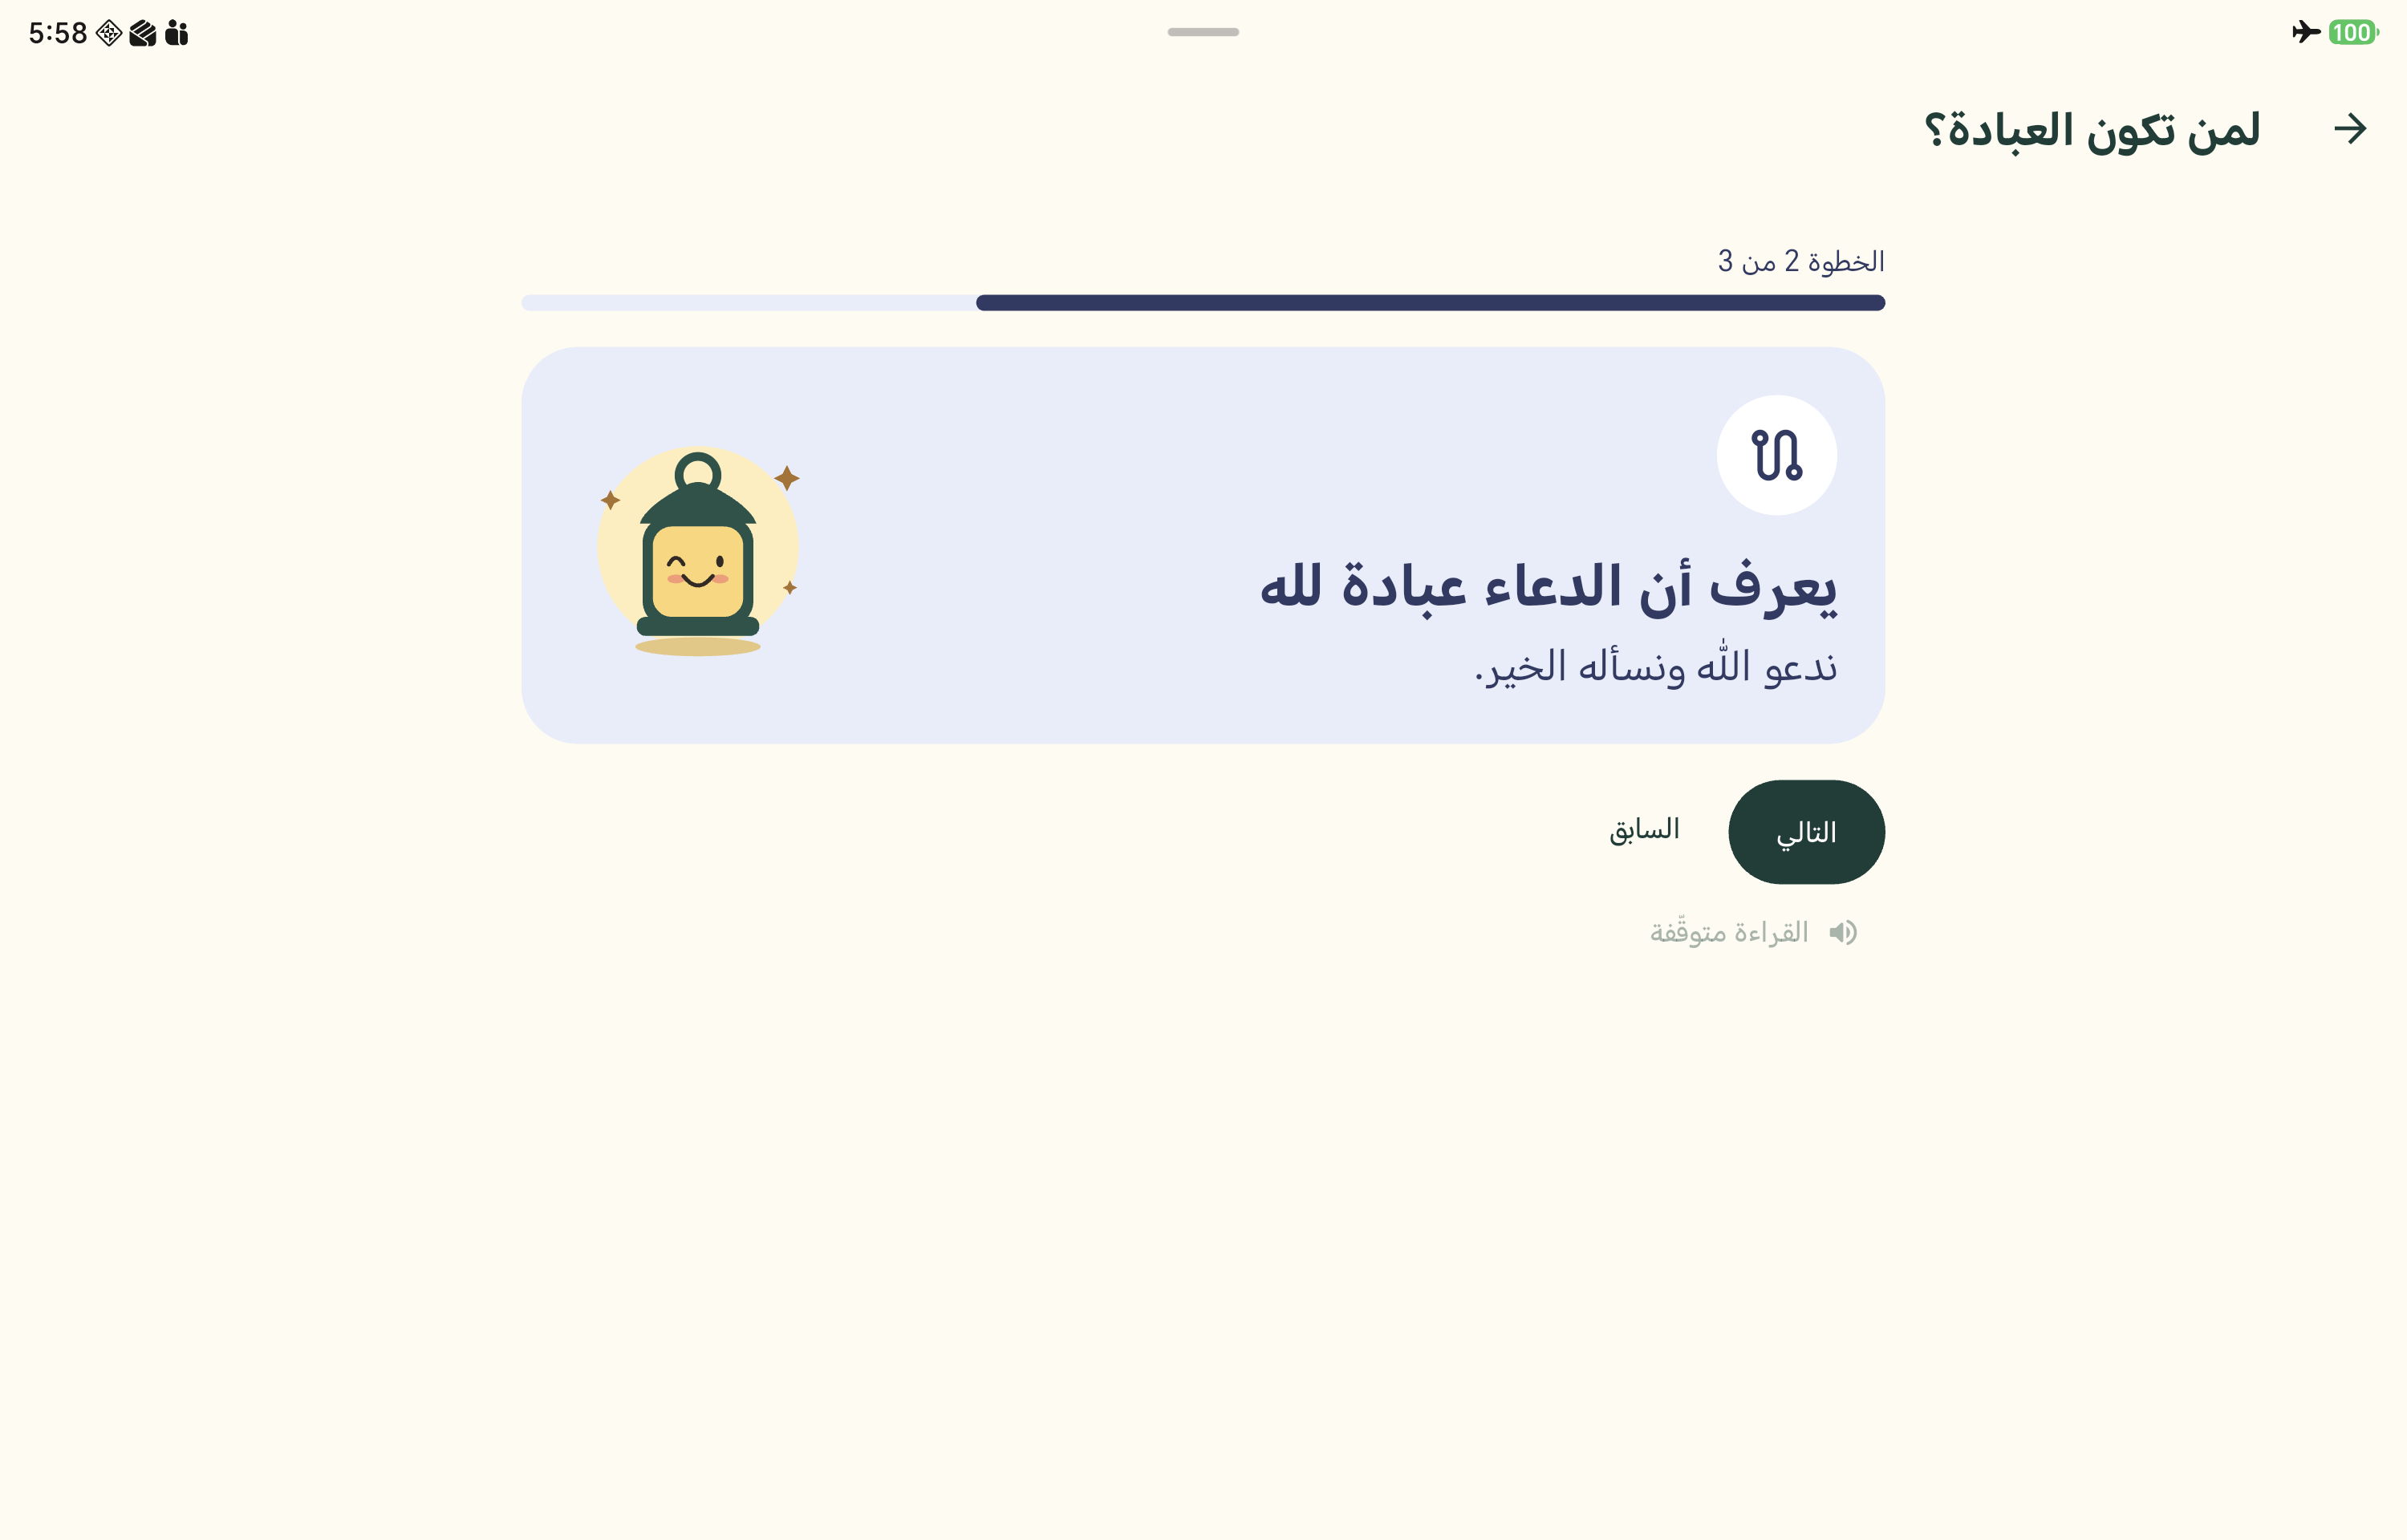 5:58
100
لمن تكون العبادة؟
الخطوة 2 من 3
يعرف أن الدعاء عبادة لله
ندعو الله ونسأله الخير.
التالي
السابق
القراءة متوقّفة